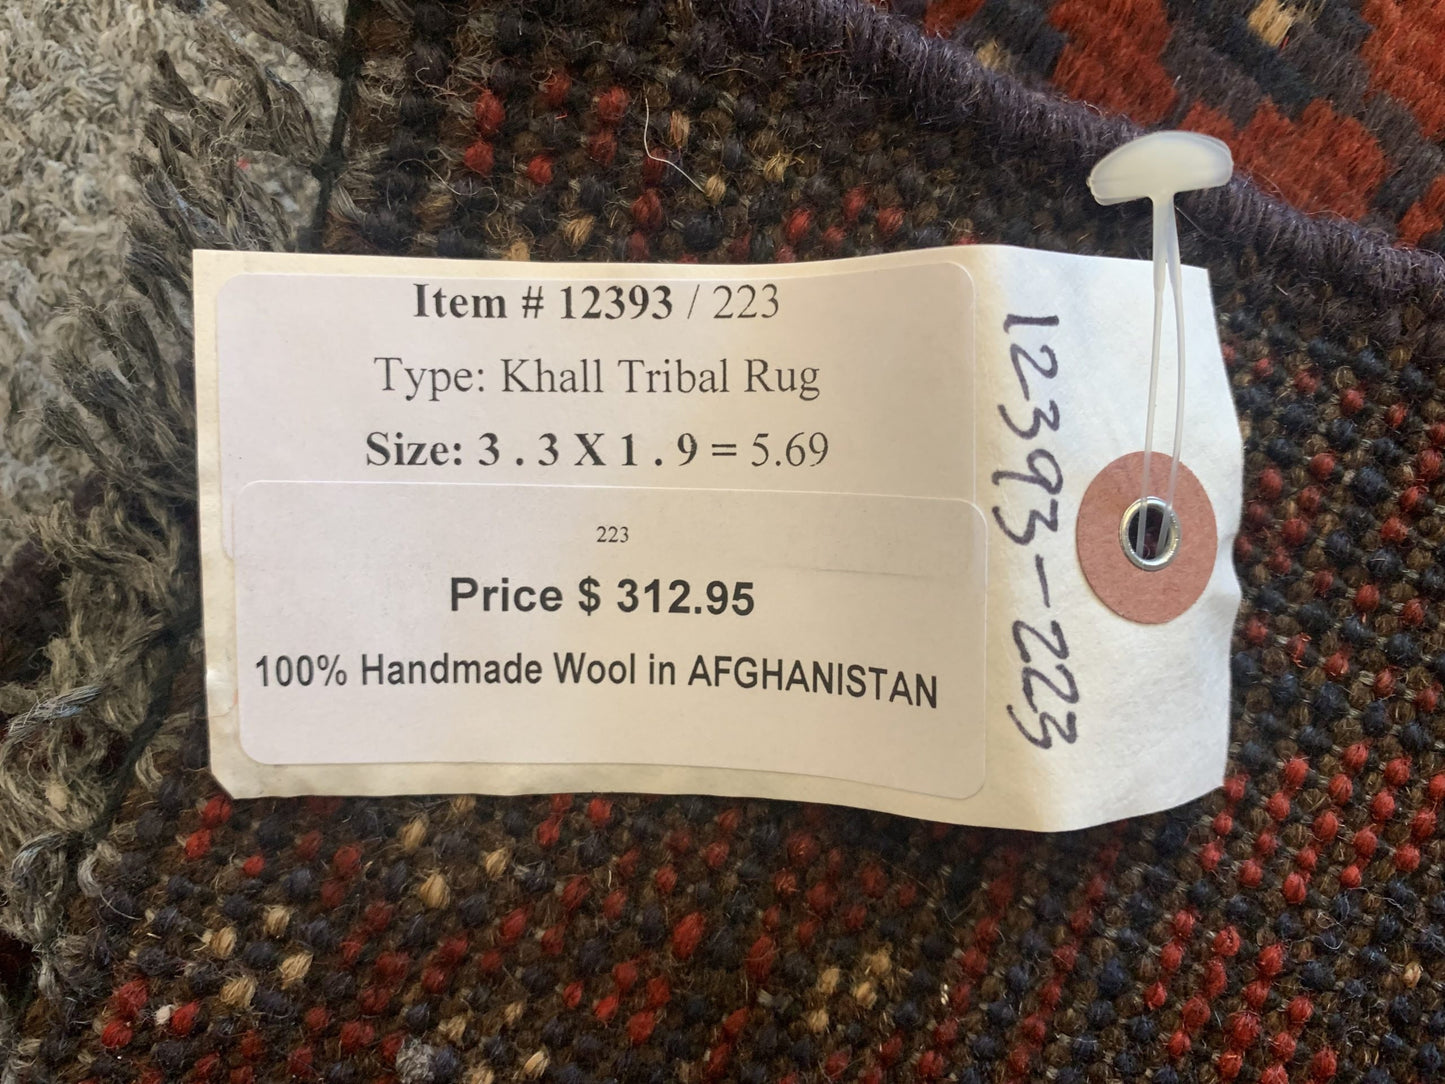 Item # 12393 / 223
Type: Khall Tribal Rug
Size: 3 . 3 X 1 . 9 = 5.69
223
Price $ 312.95
100% Handmade Wool in AFGHANISTAN
12393-223